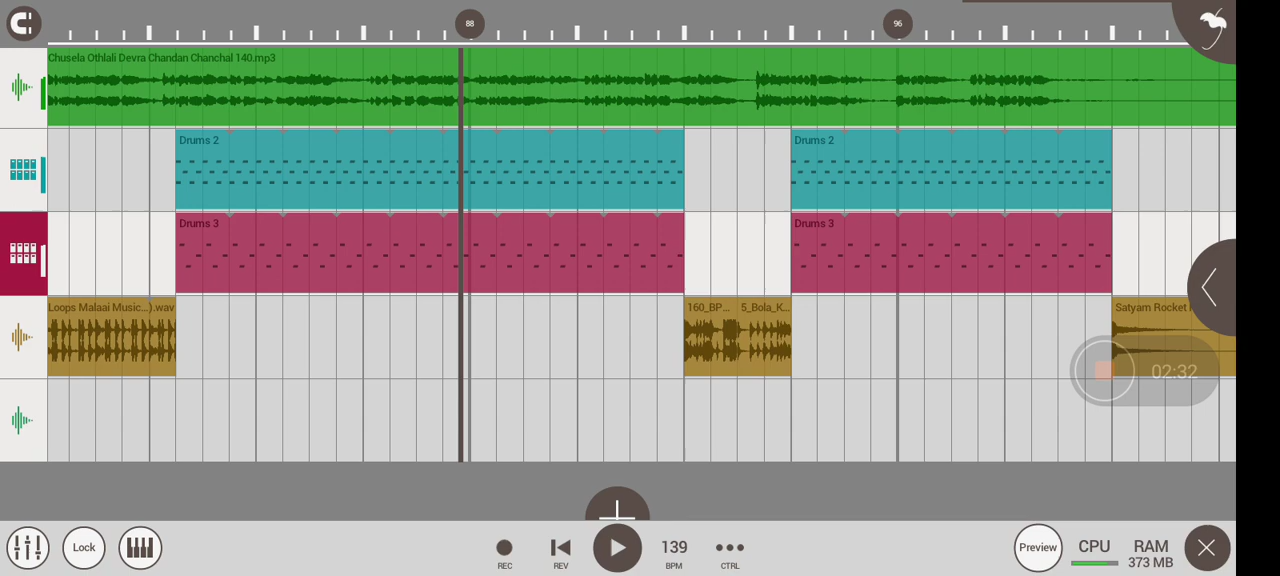 88
96
Chusela Othlali Devra Chandan Chanchal 140.mp3
Drums 2
Drums 2
Drums 3
Drums 3
Loops Malaai Music...).wav
160_BP...
5_Bola_K...
Satyam Rocket
02:32
Lock
REC
REV
139
BPM
CTRL
Preview
CPU
RAM
373 MB